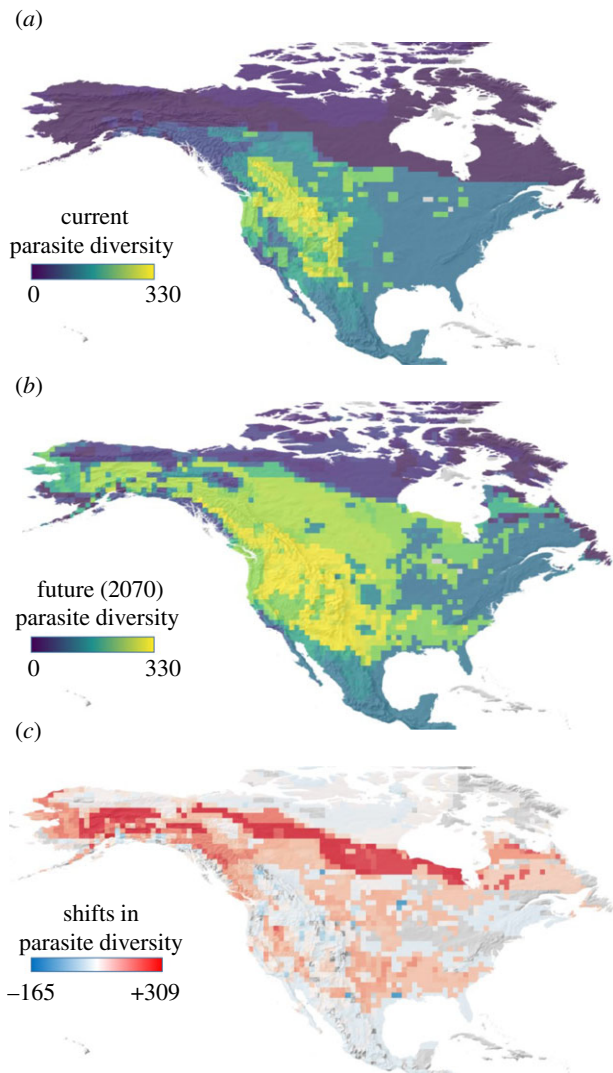 (a)
current
parasite diversity
0 330
(b)
future (2070)
parasite diversity
0 330
(c)
shifts in
parasite diversity
–165 +309